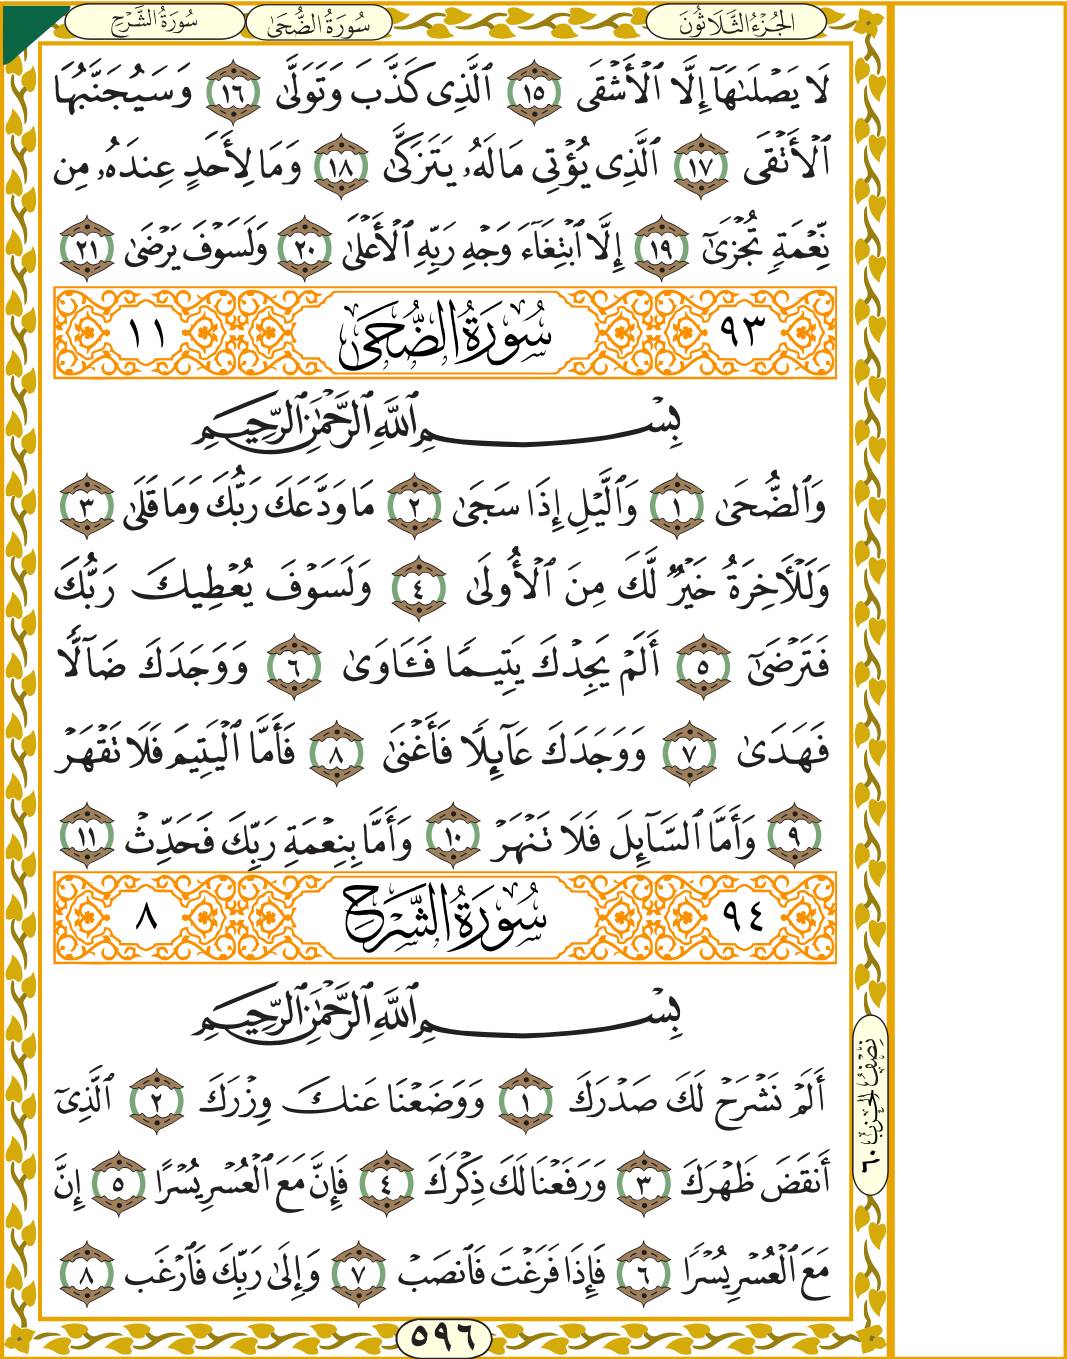 الجُزْءُ الثَّلَاثُونَ
سُورَةُ الضُّحَىٰ
سُورَةُ الشَّرْحِ
لَا يَصْلَىٰهَآ إِلَّا ٱلْأَشْقَى ١٥ ٱلَّذِى كَذَّبَ وَتَوَلَّىٰ ١٦ وَسَيُجَنَّبُهَا
ٱلْأَتْقَى ١٧ ٱلَّذِى يُؤْتِى مَالَهُۥ يَتَزَكَّىٰ ١٨ وَمَا لِأَحَدٍ عِندَهُۥ مِن
نِّعْمَةٍ تُجْزَىٰٓ ١٩ إِلَّا ٱبْتِغَآءَ وَجْهِ رَبِّهِ ٱلْأَعْلَىٰ ٢٠ وَلَسَوْفَ يَرْضَىٰ ٢١
٩٣ سُورَةُ الضُّحَىٰ ١١
بِسْمِ ٱللَّهِ ٱلرَّحْمَٰنِ ٱلرَّحِيمِ
وَٱلضُّحَىٰ ١ وَٱلَّيْلِ إِذَا سَجَىٰ ٢ مَا وَدَّعَكَ رَبُّكَ وَمَا قَلَىٰ ٣
وَلَلْأَخِرَةُ خَيْرٌ لَّكَ مِنَ ٱلْأُولَىٰ ٤ وَلَسَوْفَ يُعْطِيكَ رَبُّكَ
فَتَرْضَىٰٓ ٥ أَلَمْ يَجِدْكَ يَتِيمًا فَـَٔاوَىٰ ٦ وَوَجَدَكَ ضَآلًّا
فَهَدَىٰ ٧ وَوَجَدَكَ عَآئِلًا فَأَغْنَىٰ ٨ فَأَمَّا ٱلْيَتِيمَ فَلَا تَقْهَرْ
٩ وَأَمَّا ٱلسَّآئِلَ فَلَا تَنْهَرْ ١٠ وَأَمَّا بِنِعْمَةِ رَبِّكَ فَحَدِّثْ ١١
٩٤ سُورَةُ الشَّرْحِ ٨
بِسْمِ ٱللَّهِ ٱلرَّحْمَٰنِ ٱلرَّحِيمِ
أَلَمْ نَشْرَحْ لَكَ صَدْرَكَ ١ وَوَضَعْنَا عَنكَ وِزْرَكَ ٢ ٱلَّذِىٓ
أَنقَضَ ظَهْرَكَ ٣ وَرَفَعْنَا لَكَ ذِكْرَكَ ٤ فَإِنَّ مَعَ ٱلْعُسْرِ يُسْرًا ٥ إِنَّ
مَعَ ٱلْعُسْرِ يُسْرًا ٦ فَإِذَا فَرَغْتَ فَٱنصَبْ ٧ وَإِلَىٰ رَبِّكَ فَٱرْغَب ٨
نِصْفُ الحِزْبِ ٦٠
٥٩٦